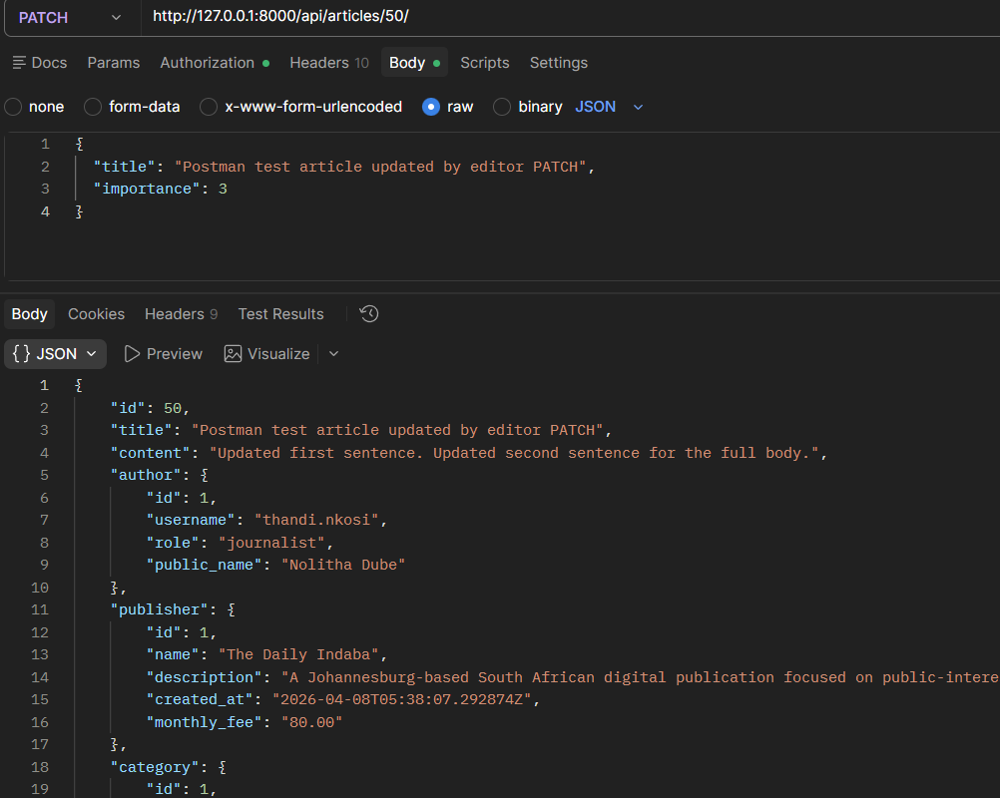 PATCH http://127.0.0.1:8000/api/articles/50/
Docs Params Authorization Headers 10 Body Scripts Settings
none form-data x-www-form-urlencoded raw binary JSON
1 {
2 "title": "Postman test article updated by editor PATCH",
3 "importance": 3
4 }
Body Cookies Headers 9 Test Results
{} JSON Preview Visualize
1 {
2 "id": 50,
3 "title": "Postman test article updated by editor PATCH",
4 "content": "Updated first sentence. Updated second sentence for the full body.",
5 "author": {
6 "id": 1,
7 "username": "thandi.nkosi",
8 "role": "journalist",
9 "public_name": "Nolitha Dube"
10 },
11 "publisher": {
12 "id": 1,
13 "name": "The Daily Indaba",
14 "description": "A Johannesburg-based South African digital publication focused on public-intere
15 "created_at": "2026-04-08T05:38:07.292874Z",
16 "monthly_fee": "80.00"
17 },
18 "category": {
19 "id": 1,